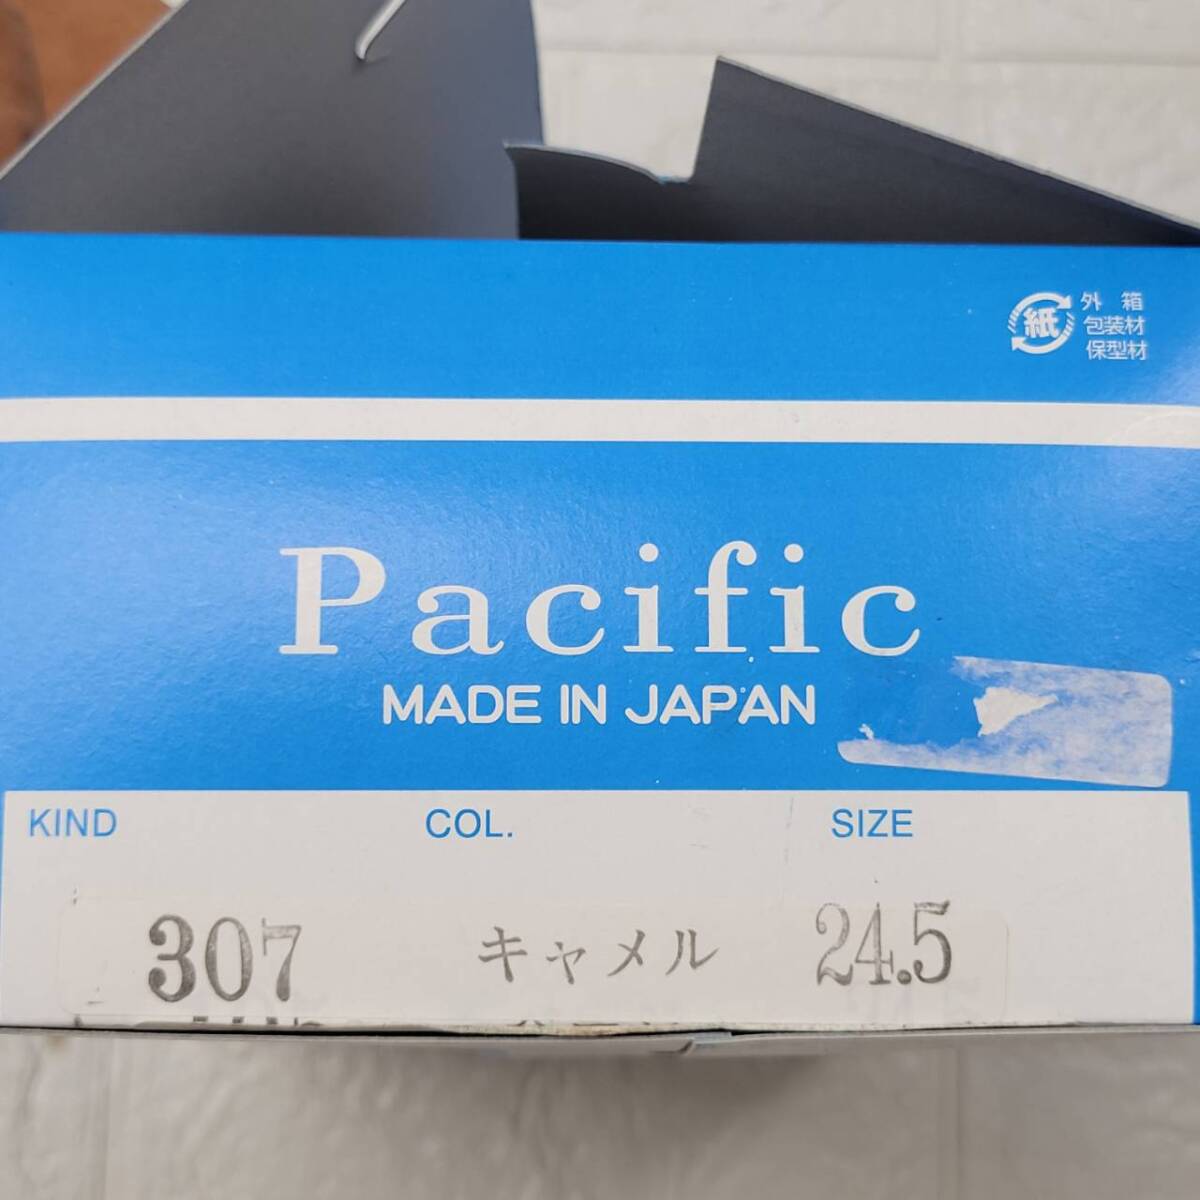 紙
外 箱
包装材
保型材
Pacific
MADE IN JAPAN
KIND COL. SIZE
307 キャメル 24.5